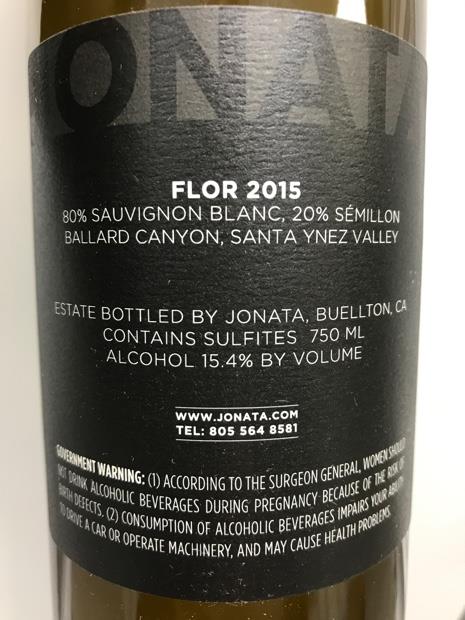 JONATA
FLOR 2015
80% SAUVIGNON BLANC, 20% SÉMILLON
BALLARD CANYON, SANTA YNEZ VALLEY
ESTATE BOTTLED BY JONATA, BUELLTON, CA
CONTAINS SULFITES 750 ML
ALCOHOL 15.4% BY VOLUME
WWW.JONATA.COM
TEL: 805 564 8581
GOVERNMENT WARNING: (1) ACCORDING TO THE SURGEON GENERAL, WOMEN SHOULD
NOT DRINK ALCOHOLIC BEVERAGES DURING PREGNANCY BECAUSE OF THE RISK OF
BIRTH DEFECTS. (2) CONSUMPTION OF ALCOHOLIC BEVERAGES IMPAIRS YOUR ABILITY
TO DRIVE A CAR OR OPERATE MACHINERY, AND MAY CAUSE HEALTH PROBLEMS.